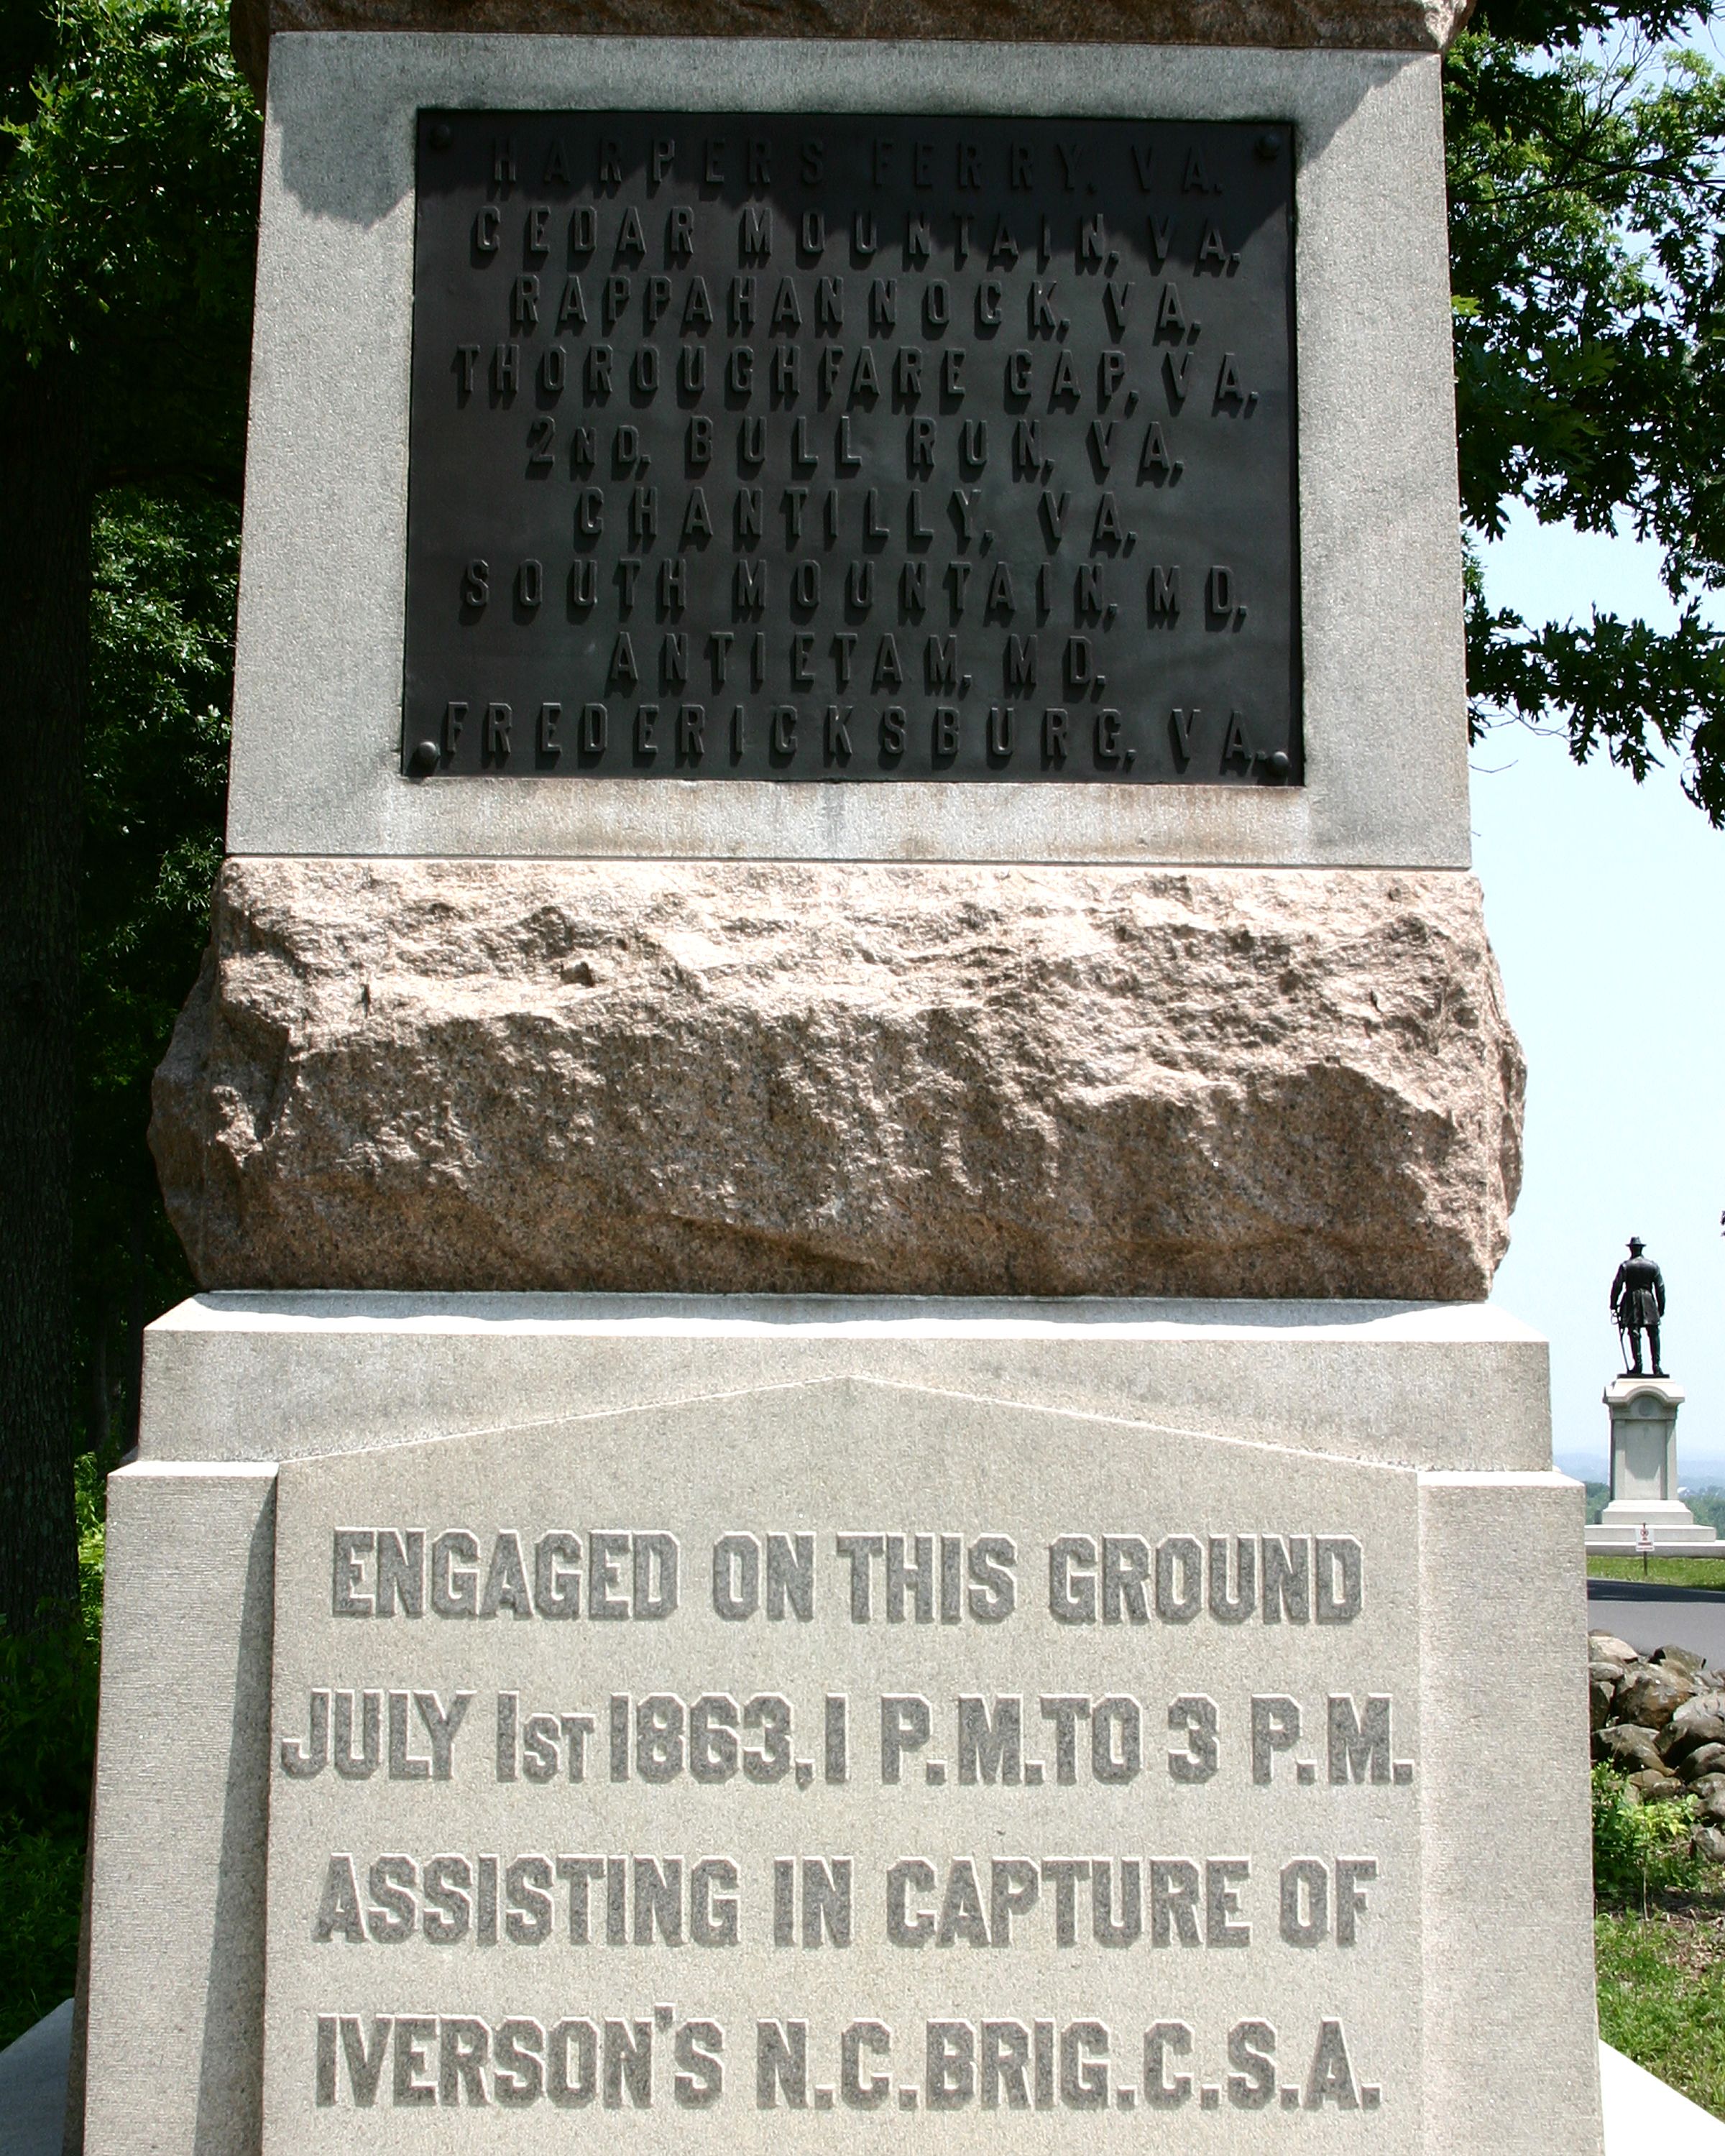 HARPERS FERRY, VA.
CEDAR MOUNTAIN, VA,
RAPPAHANNOCK, VA,
THOROUGHFARE GAP, VA,
2ND. BULL RUN, VA,
CHANTILLY, VA.
SOUTH MOUNTAIN, MD,
ANTIETAM, MD.
FREDERICKSBURG, VA.
ENGAGED ON THIS GROUND
JULY 1ST 1863, 1 P.M. TO 3 P.M.
ASSISTING IN CAPTURE OF
IVERSON'S N.C. BRIG. C.S.A.